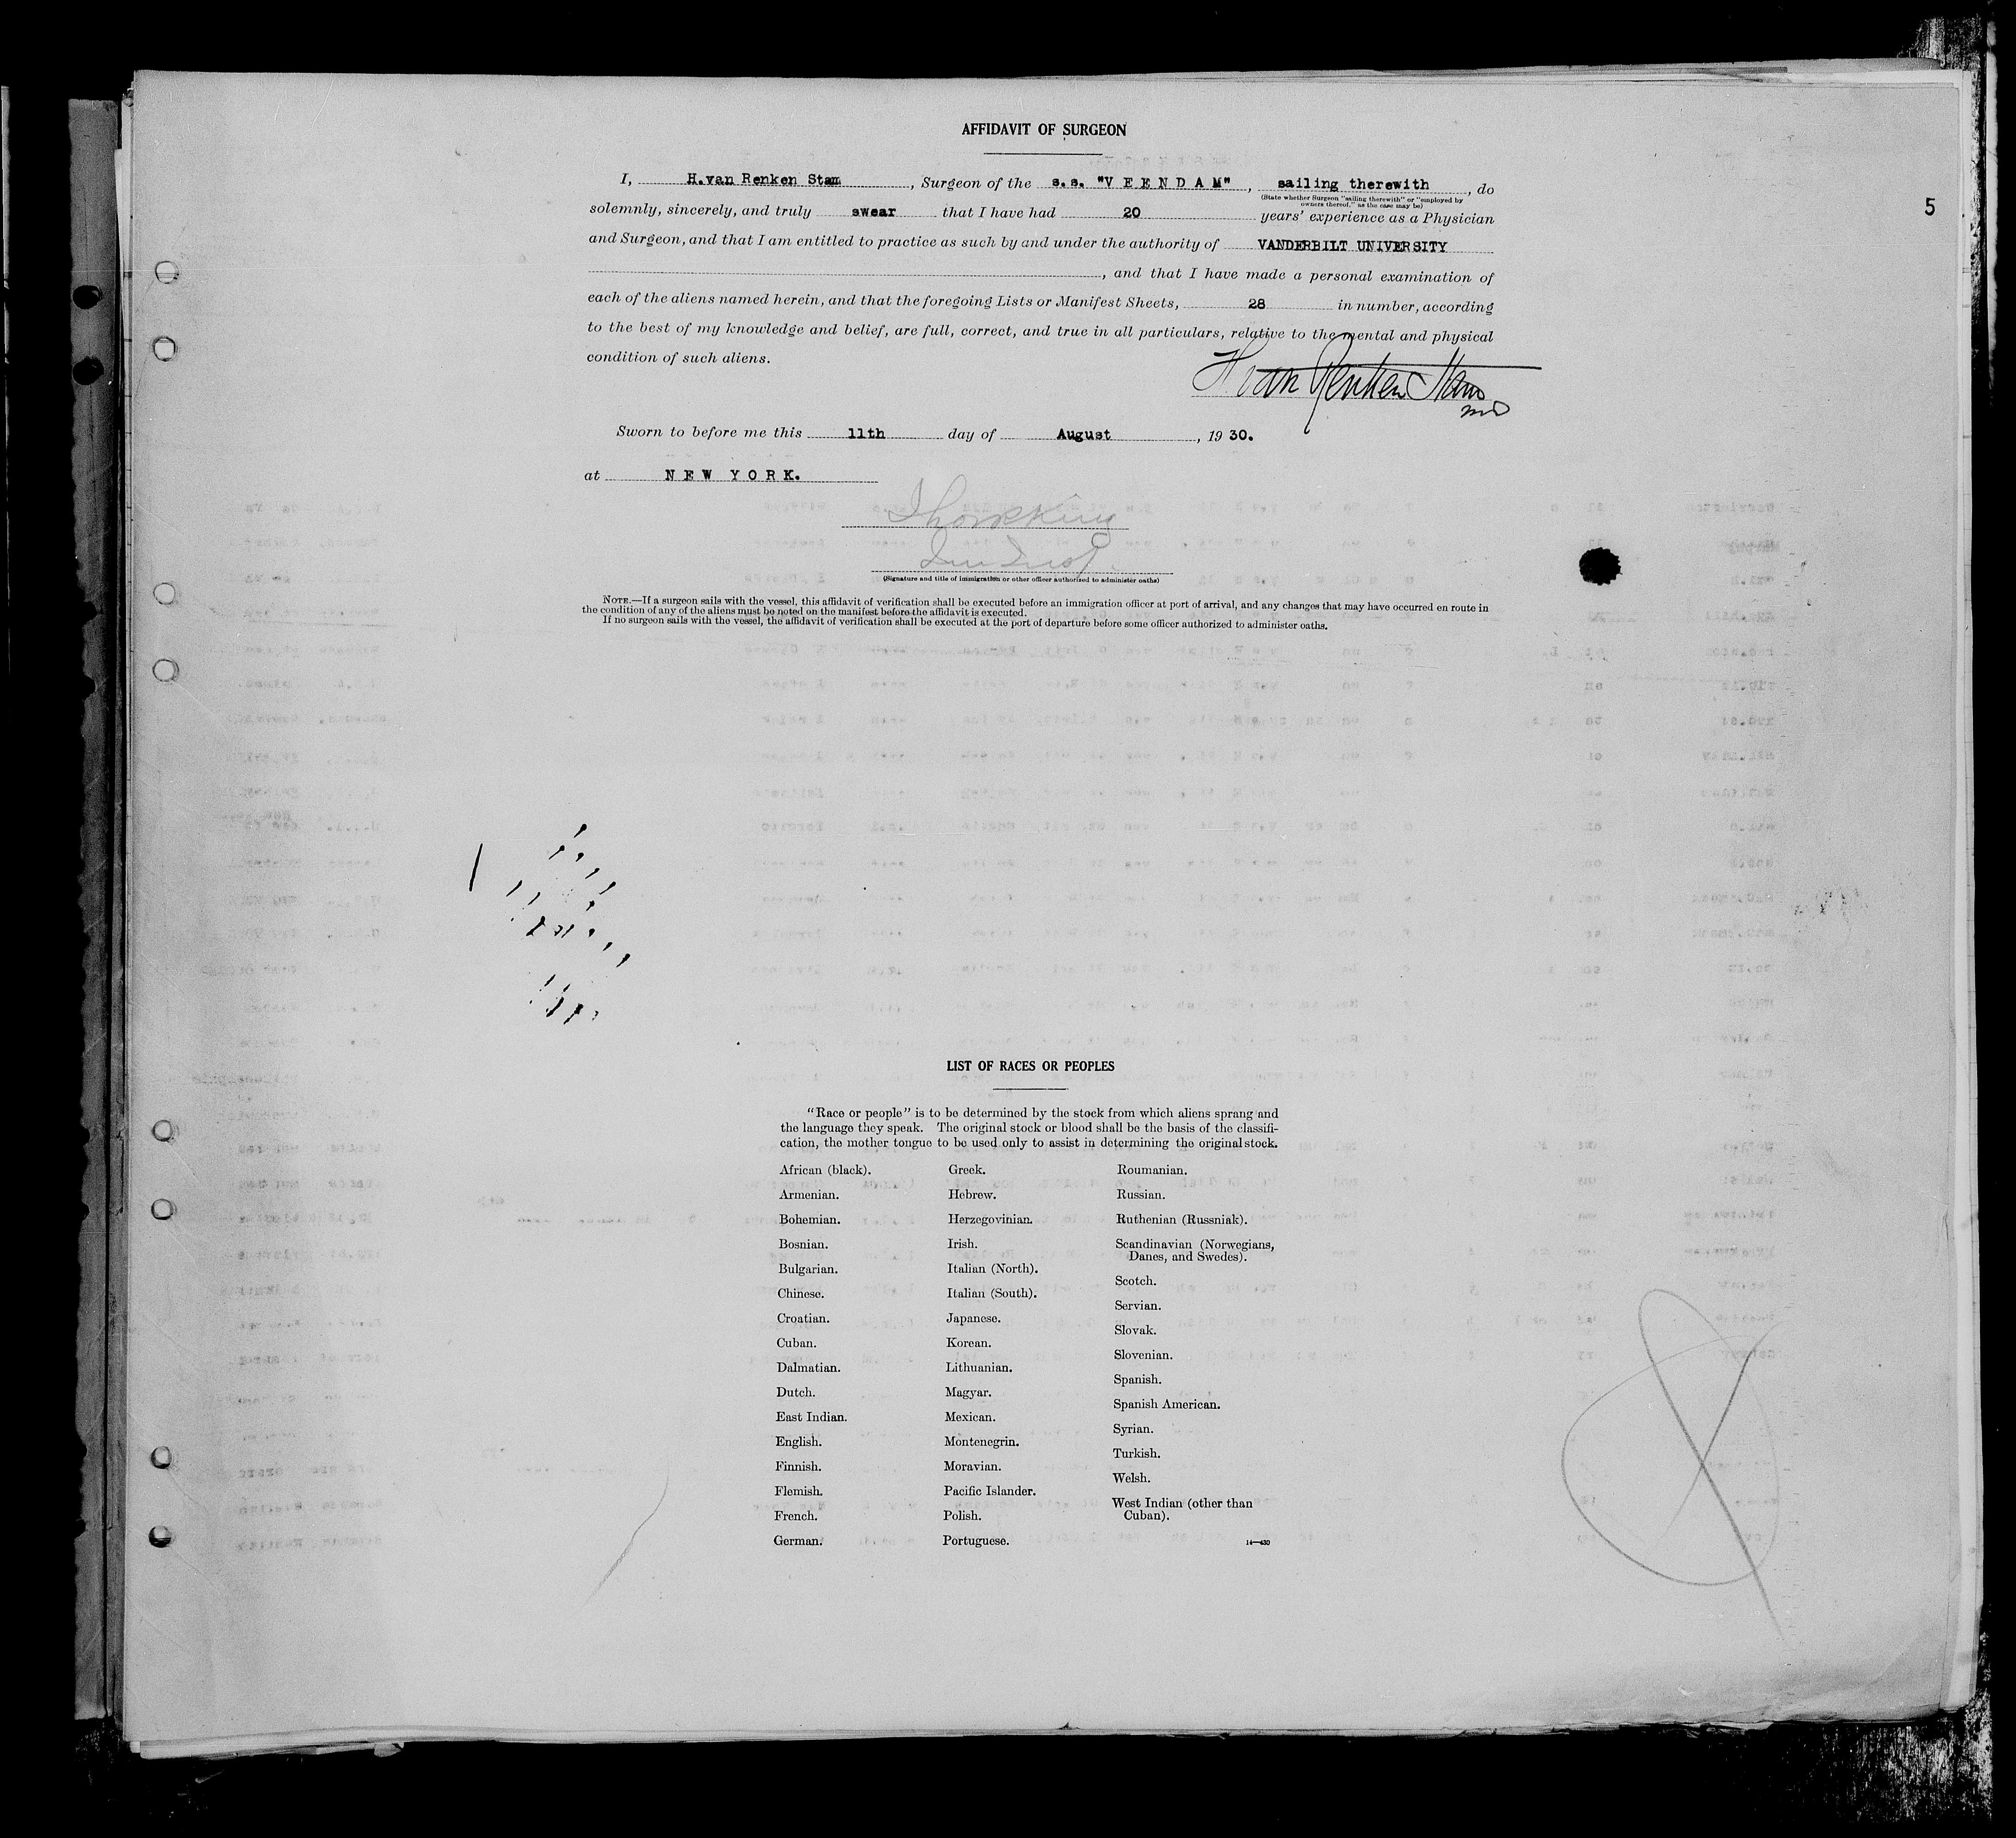 AFFIDAVIT OF SURGEON
I, H.van Renken Stam, Surgeon of the s.s. "V E E N D A M", sailing therewith, do
(State whether Surgeon "sailing therewith" or "employed by
owners thereof," as the case may be)
5
solemnly, sincerely, and truly swear that I have had 20 years' experience as a Physician
and Surgeon, and that I am entitled to practice as such by and under the authority of VANDERBILT UNIVERSITY
, and that I have made a personal examination of
each of the aliens named herein, and that the foregoing Lists or Manifest Sheets, 28 in number, according
to the best of my knowledge and belief, are full, correct, and true in all particulars, relative to the mental and physical
condition of such aliens.
H van Renken Stam
MD
Sworn to before me this 11th day of August, 19 30.
at N E W Y O R K.
(Signature and title of immigration or other officer authorized to administer oaths)
NOTE.—If a surgeon sails with the vessel, this affidavit of verification shall be executed before an immigration officer at port of arrival, and any changes that may have occurred en route in
the condition of any of the aliens must be noted on the manifest before the affidavit is executed.
If no surgeon sails with the vessel, the affidavit of verification shall be executed at the port of departure before some officer authorized to administer oaths.
LIST OF RACES OR PEOPLES
"Race or people" is to be determined by the stock from which aliens sprang and
the language they speak. The original stock or blood shall be the basis of the classifi-
cation, the mother tongue to be used only to assist in determining the original stock.
African (black).
Armenian.
Bohemian.
Bosnian.
Bulgarian.
Chinese.
Croatian.
Cuban.
Dalmatian.
Dutch.
East Indian.
English.
Finnish.
Flemish.
French.
German.
Greek.
Hebrew.
Herzegovinian.
Irish.
Italian (North).
Italian (South).
Japanese.
Korean.
Lithuanian.
Magyar.
Mexican.
Montenegrin.
Moravian.
Pacific Islander.
Polish.
Portuguese.
Roumanian.
Russian.
Ruthenian (Russniak).
Scandinavian (Norwegians,
Danes, and Swedes).
Scotch.
Servian.
Slovak.
Slovenian.
Spanish.
Spanish American.
Syrian.
Turkish.
Welsh.
West Indian (other than
Cuban).
14—430